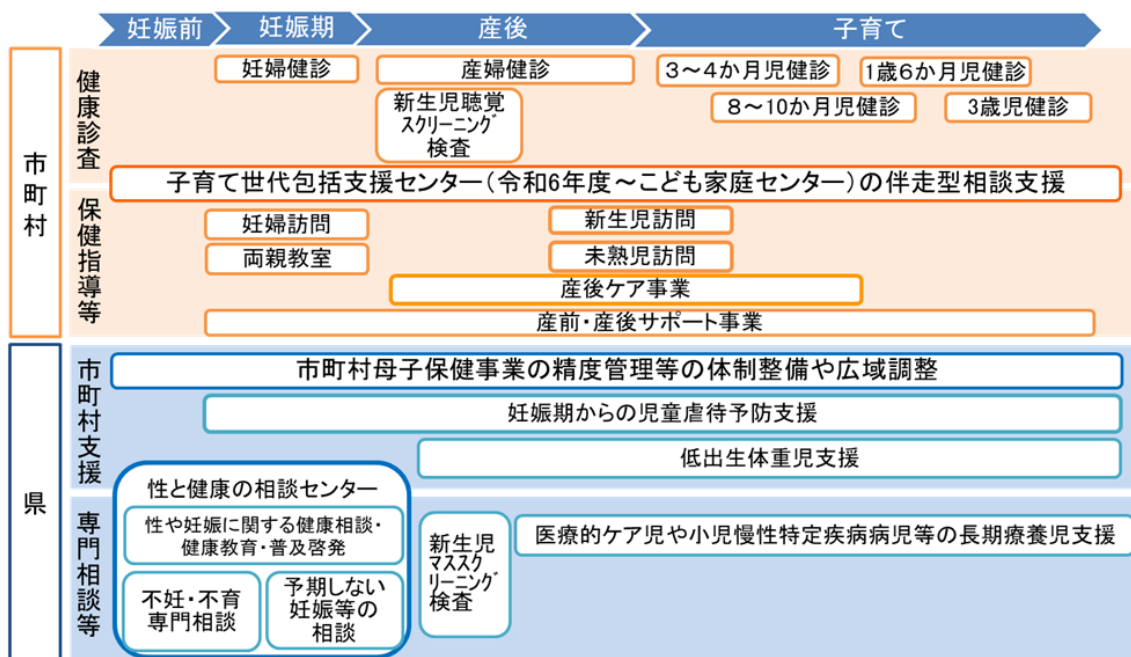 妊娠前
妊娠期
産後
子育て
市町村
健康診査
妊婦健診
産婦健診
3～4か月児健診
1歳6か月児健診
新生児聴覚
スクリーニング
検査
8～10か月児健診
3歳児健診
子育て世代包括支援センター(令和6年度～こども家庭センター)の伴走型相談支援
保健指導等
妊婦訪問
新生児訪問
両親教室
未熟児訪問
産後ケア事業
産前・産後サポート事業
県
市町村支援
市町村母子保健事業の精度管理等の体制整備や広域調整
妊娠期からの児童虐待予防支援
低出生体重児支援
性と健康の相談センター
専門相談等
性や妊娠に関する健康相談・
健康教育・普及啓発
不妊・不育
専門相談
予期しない
妊娠等の
相談
新生児
マススク
リーニング
検査
医療的ケア児や小児慢性特定疾病病児等の長期療養児支援